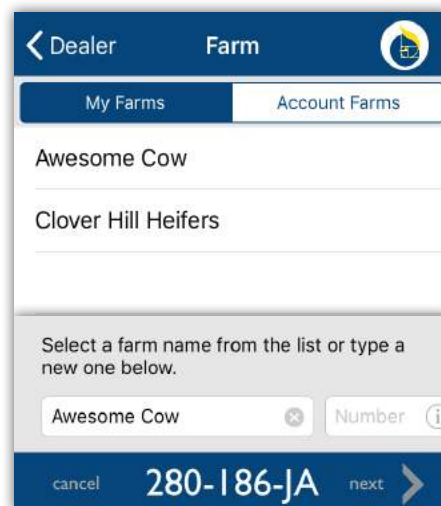 Dealer Farm
My Farms Account Farms
Awesome Cow
Clover Hill Heifers
Select a farm name from the list or type a
new one below.
Awesome Cow Number i
cancel 280-186-JA next